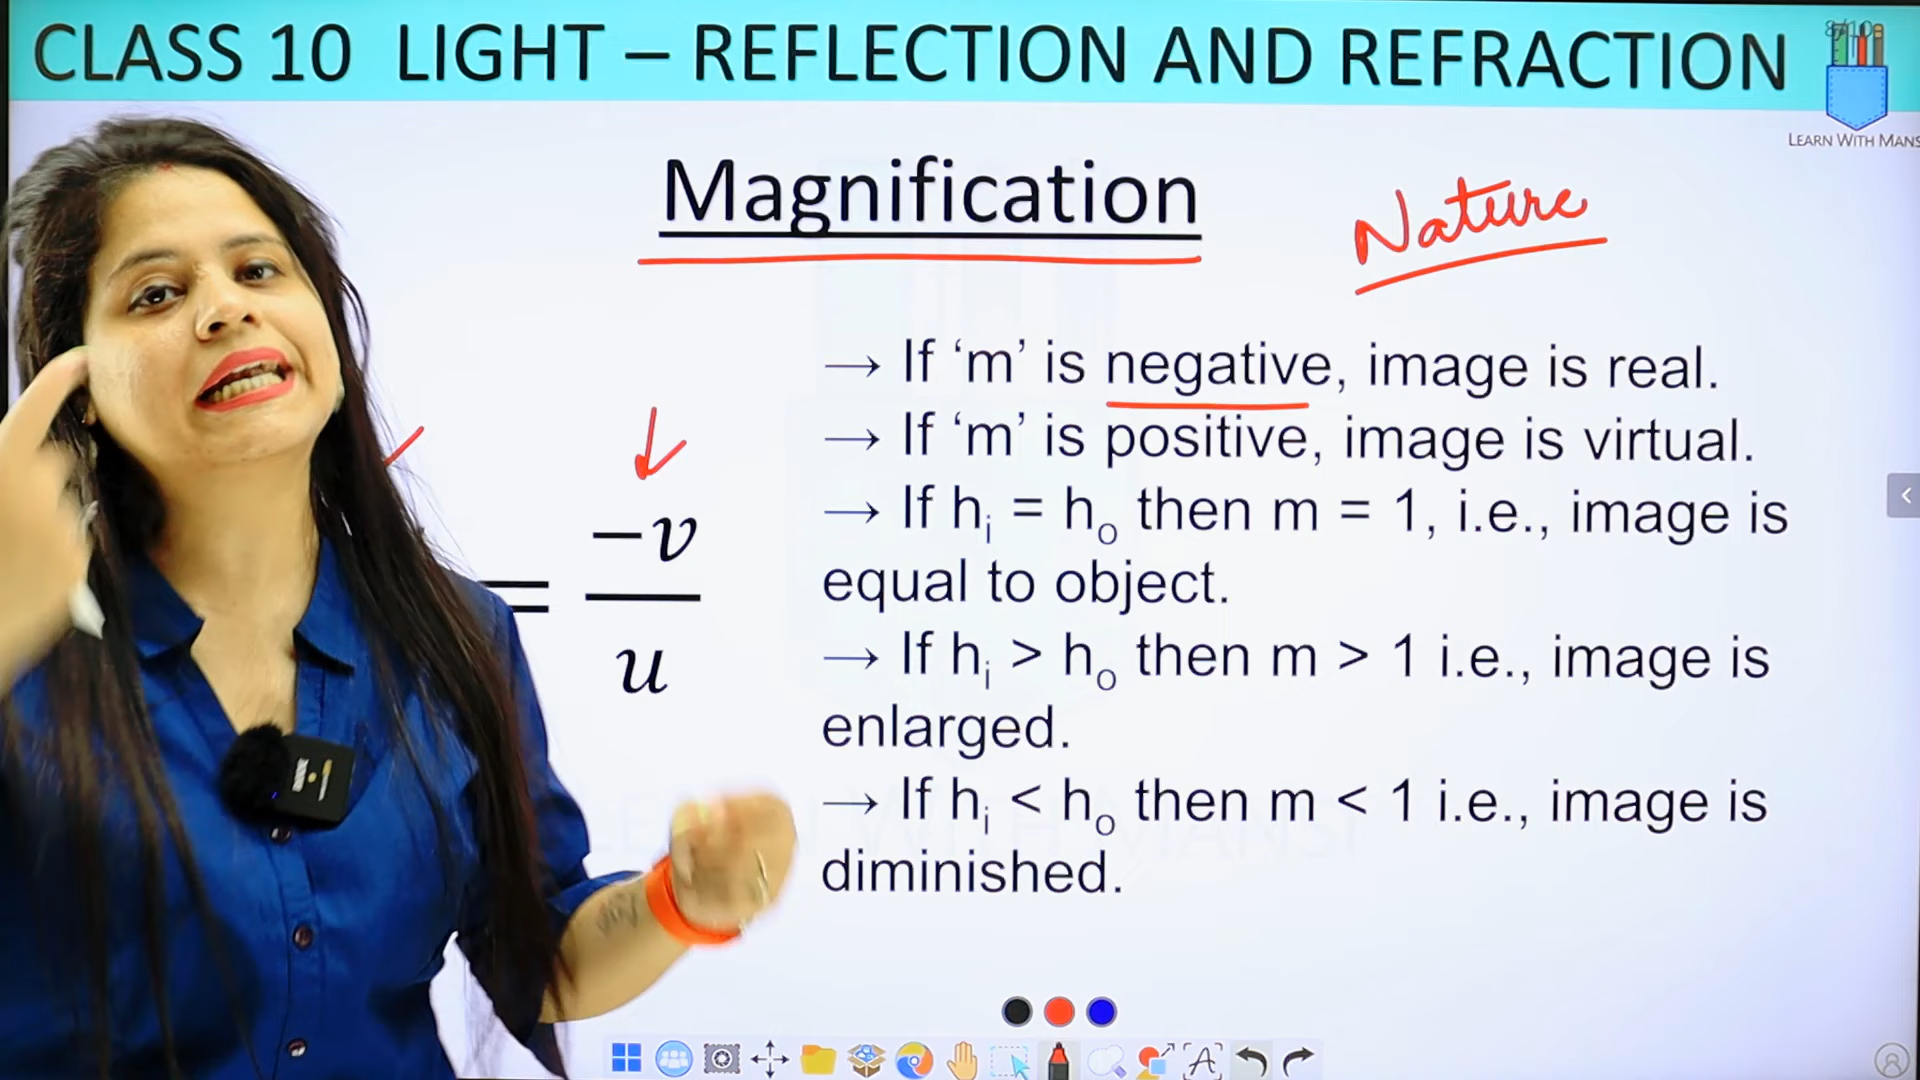 CLASS 10 LIGHT – REFLECTION AND REFRACTION
LEARN WITH MANS
Magnification
Nature
→ If ‘m’ is negative, image is real.
→ If ‘m’ is positive, image is virtual.
→ If hᵢ = hₒ then m = 1, i.e., image is
equal to object.
→ If hᵢ > hₒ then m > 1 i.e., image is
enlarged.
→ If hᵢ < hₒ then m < 1 i.e., image is
diminished.
= −v
u